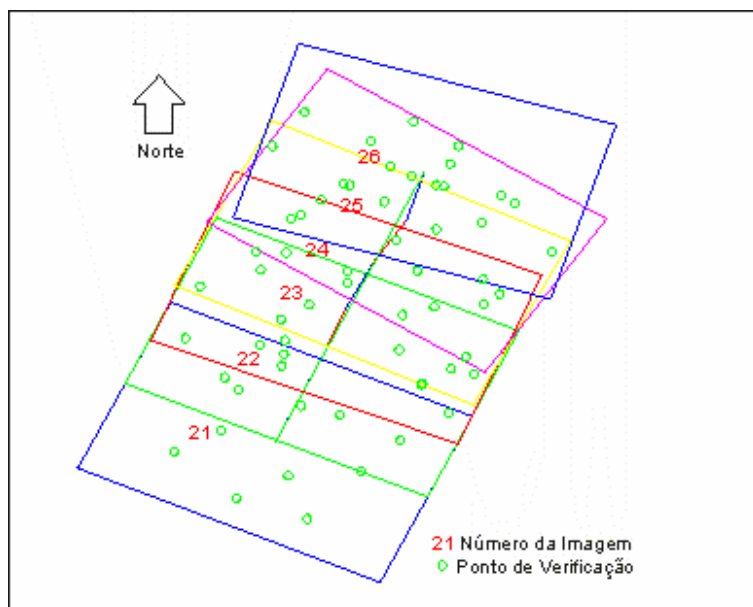 Norte
26
25
24
23
22
21
21 Número da Imagem
Ponto de Verificação